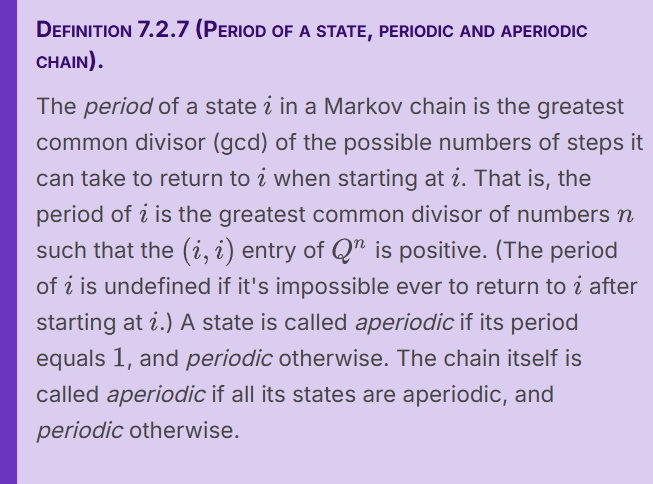 DEFINITION 7.2.7 (PERIOD OF A STATE, PERIODIC AND APERIODIC
CHAIN).
The period of a state i in a Markov chain is the greatest
common divisor (gcd) of the possible numbers of steps it
can take to return to i when starting at i. That is, the
period of i is the greatest common divisor of numbers n
such that the (i, i) entry of Qⁿ is positive. (The period
of i is undefined if it's impossible ever to return to i after
starting at i.) A state is called aperiodic if its period
equals 1, and periodic otherwise. The chain itself is
called aperiodic if all its states are aperiodic, and
periodic otherwise.